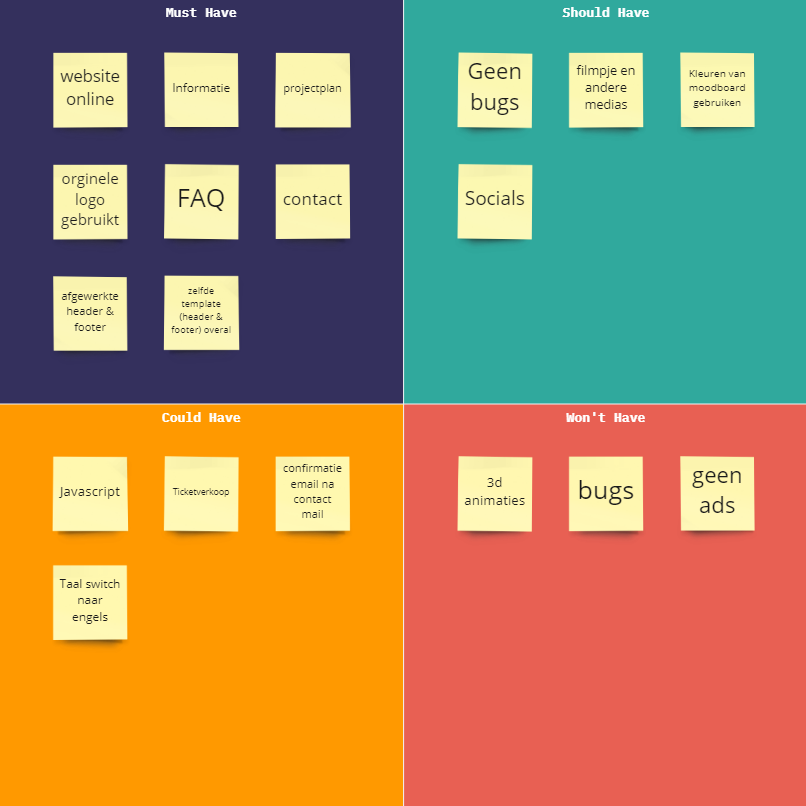 Must Have
website
online
Informatie
projectplan
orginele
logo
gebruikt
FAQ
contact
afgewerkte
header &
footer
zelfde
template
(header &
footer) overal
Should Have
Geen
bugs
filmpje en
andere
medias
Kleuren van
moodboard
gebruiken
Socials
Could Have
Javascript
Ticketverkoop
confirmatie
email na
contact
mail
Taal switch
naar
engels
Won't Have
3d
animaties
bugs
geen
ads